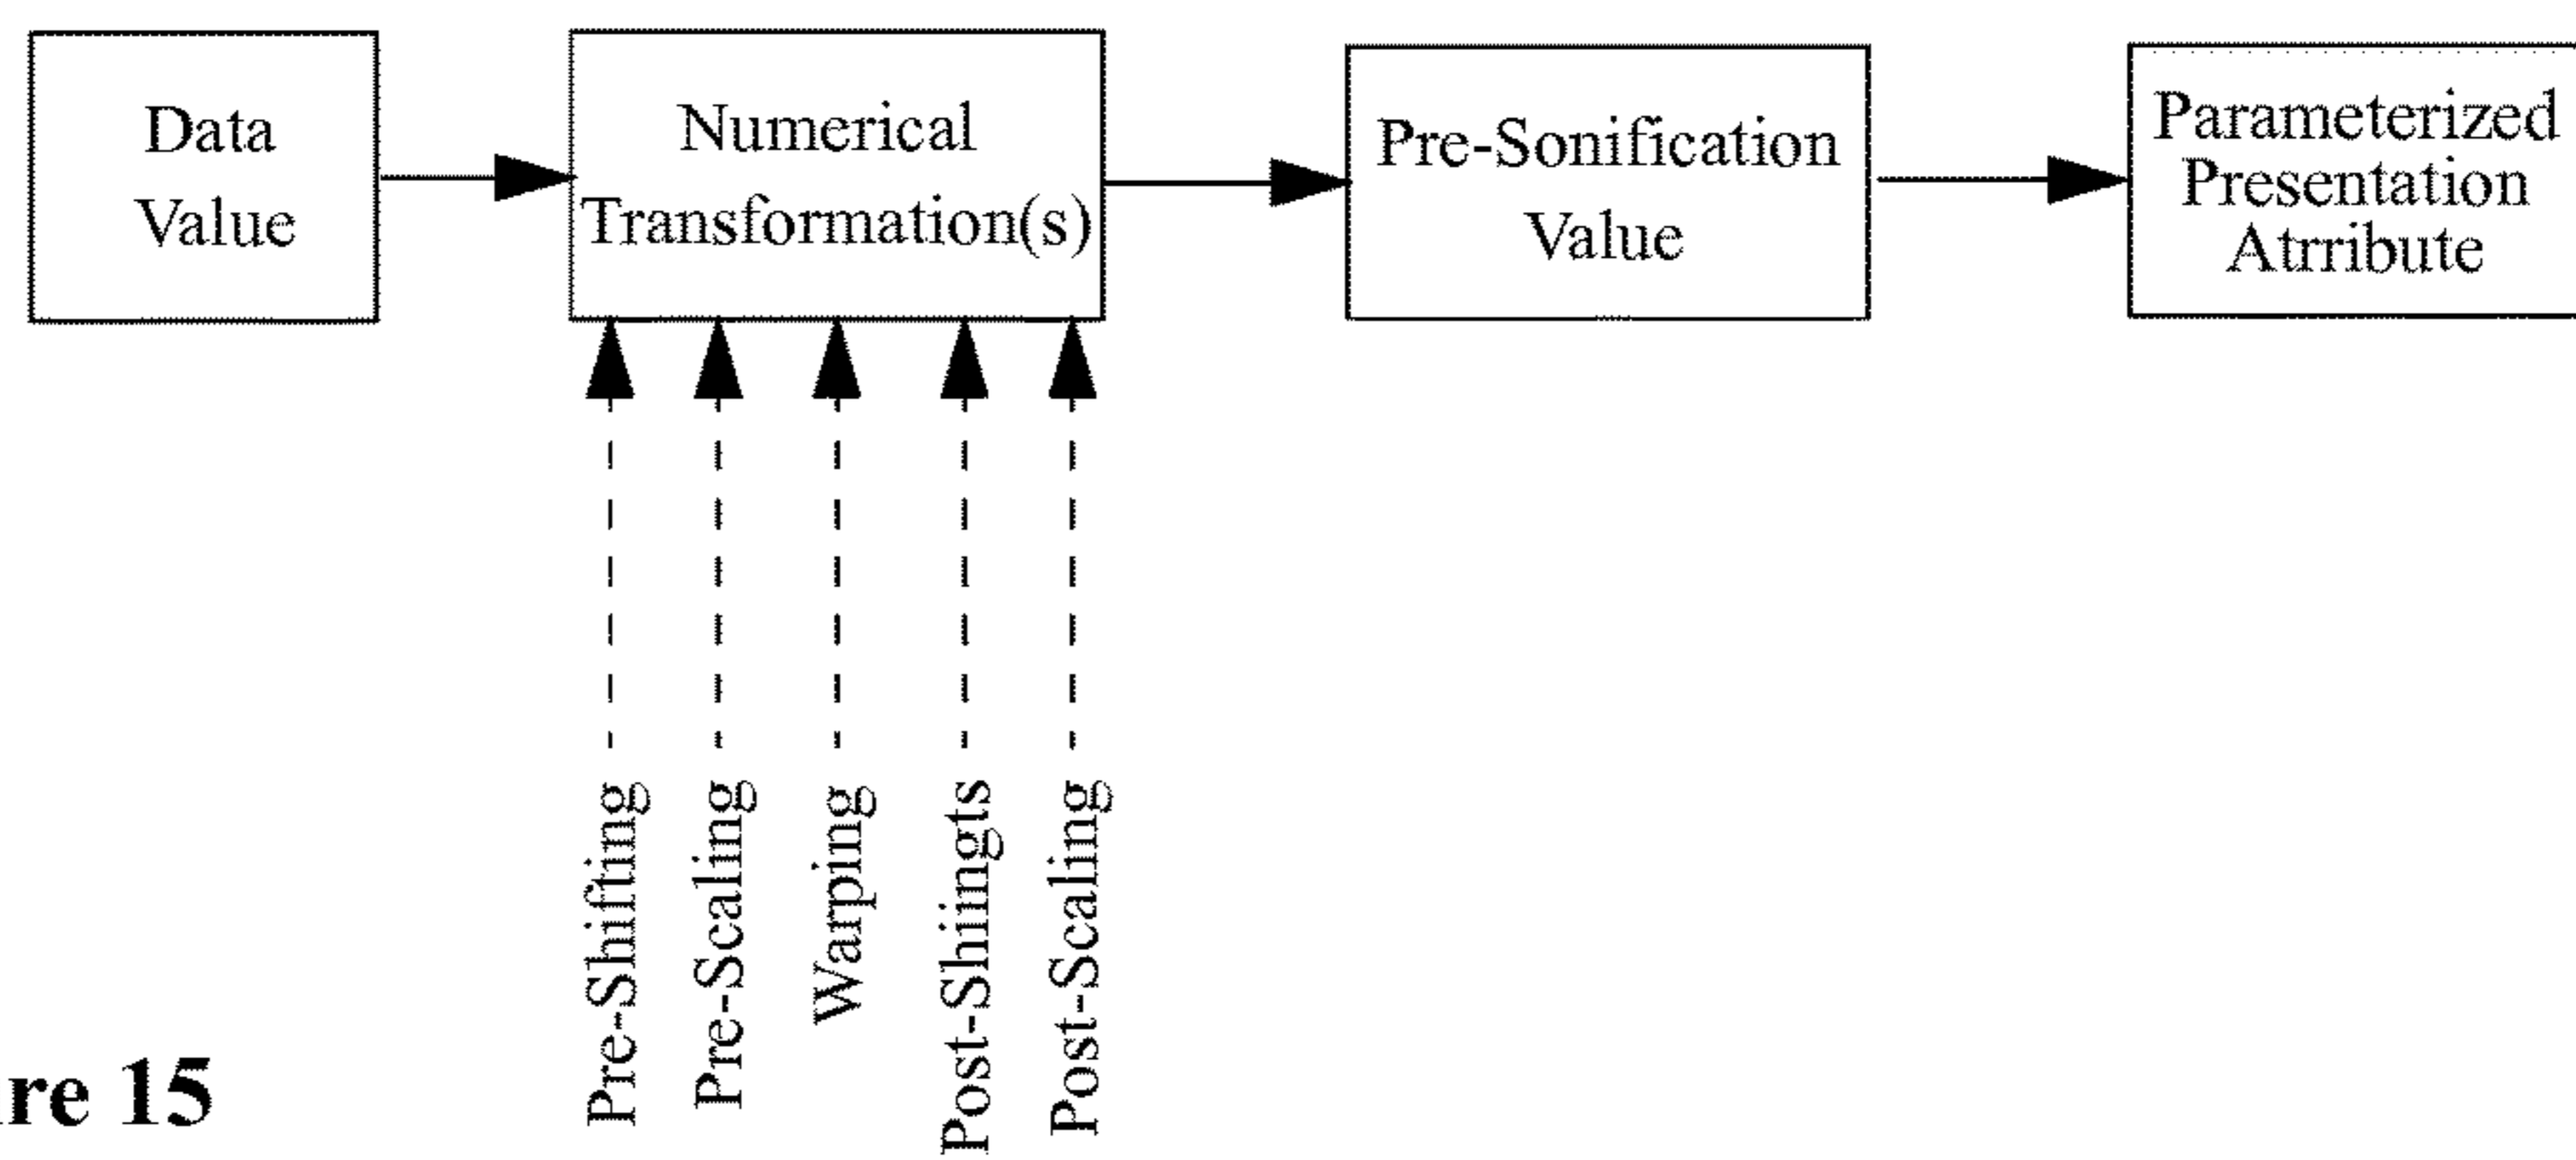 Data
Value
Numerical
Transformation(s)
Pre-Sonification
Value
Parameterized
Presentation
Atrribute
Pre-Shifting
Pre-Scaling
Warping
Post-Shiingts
Post-Scaling
re 15